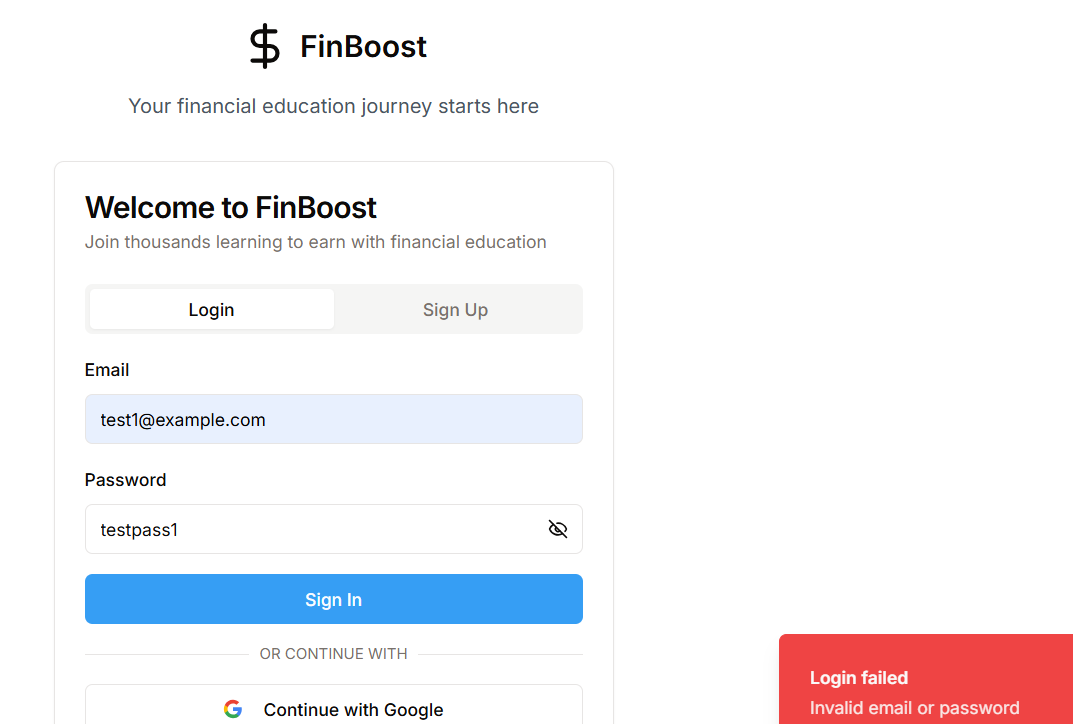 FinBoost
Your financial education journey starts here
Welcome to FinBoost
Join thousands learning to earn with financial education
Login
Sign Up
Email
test1@example.com
Password
testpass1
Sign In
OR CONTINUE WITH
Continue with Google
Login failed
Invalid email or password